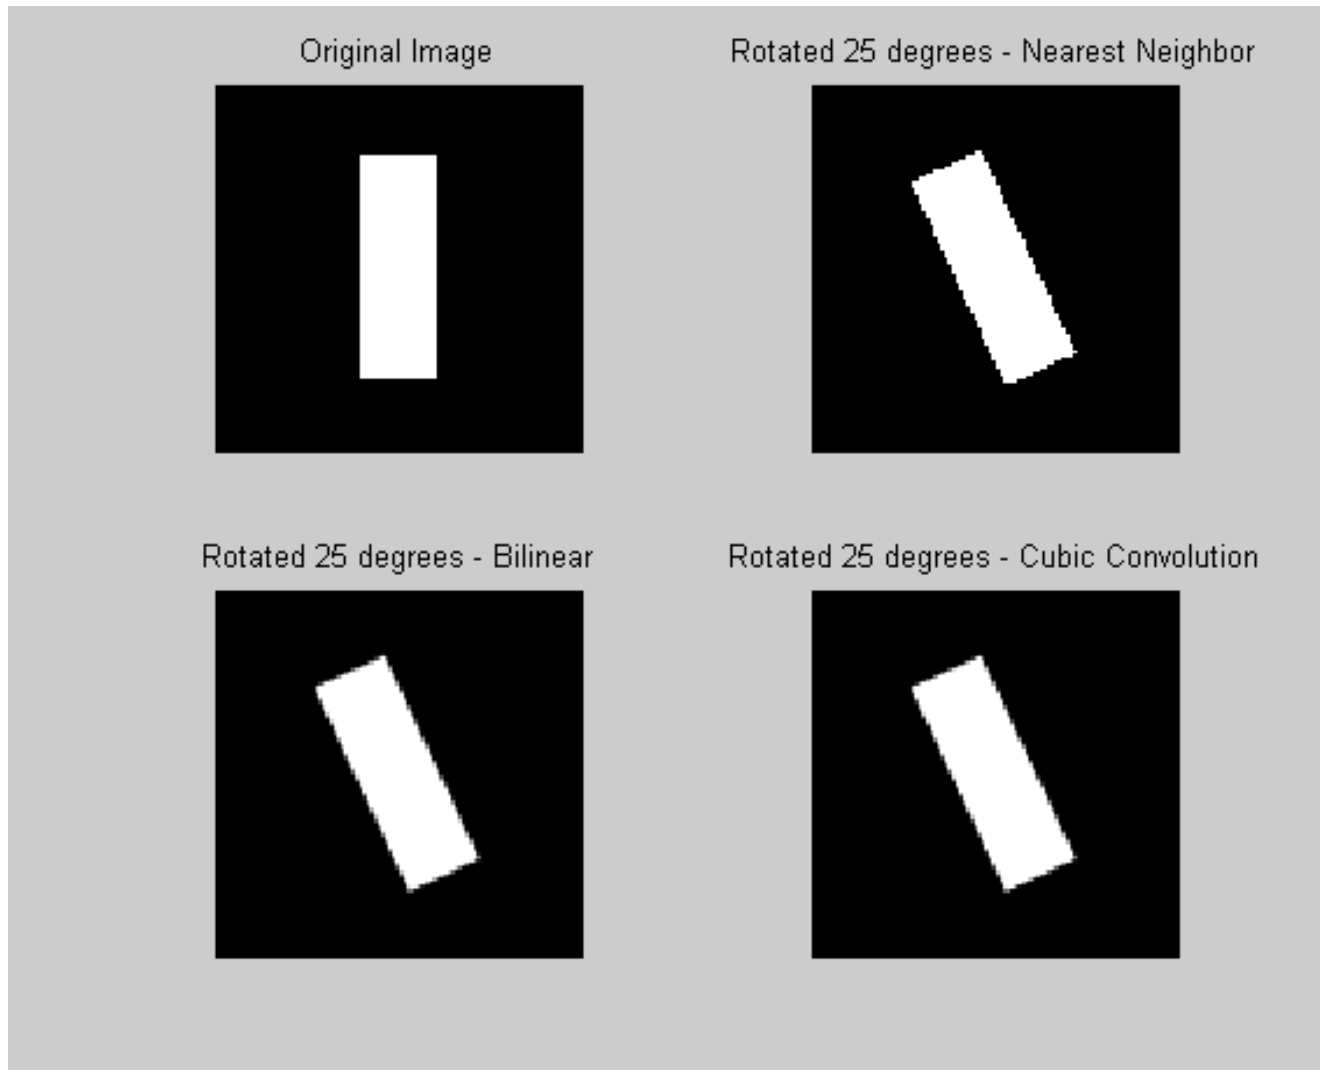 Original Image
Rotated 25 degrees - Nearest Neighbor
Rotated 25 degrees - Bilinear
Rotated 25 degrees - Cubic Convolution